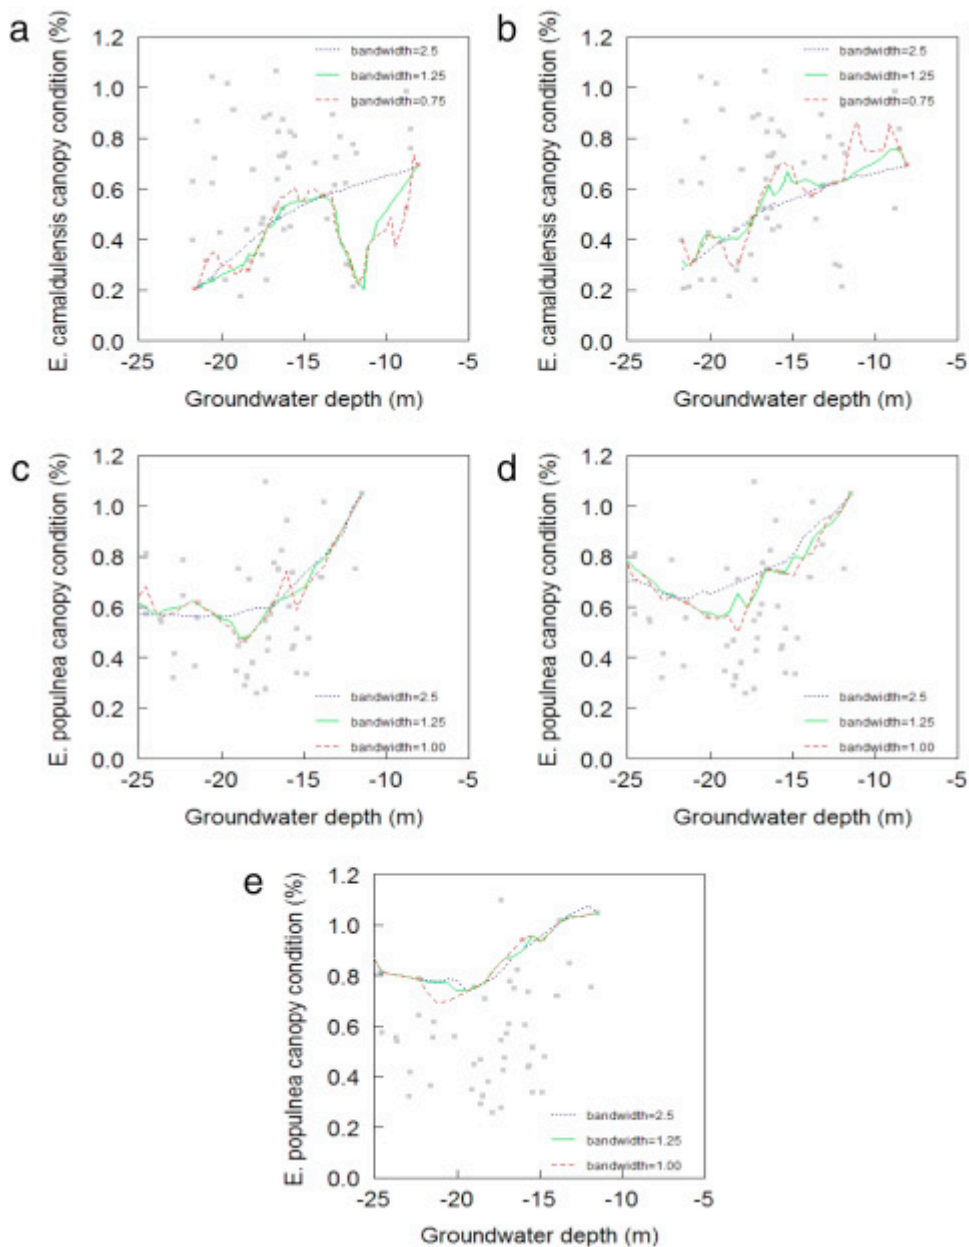 a
E. camaldulensis canopy condition (%)
1.2
1.0
0.8
0.6
0.4
0.2
0.0
bandwidth=2.5
bandwidth=1.25
bandwidth=0.75
-25 -20 -15 -10 -5
Groundwater depth (m)
b
E. camaldulensis canopy condition (%)
1.2
1.0
0.8
0.6
0.4
0.2
0.0
bandwidth=2.5
bandwidth=1.25
bandwidth=0.75
-25 -20 -15 -10 -5
Groundwater depth (m)
c
E. populnea canopy condition (%)
1.2
1.0
0.8
0.6
0.4
0.2
0.0
bandwidth=2.5
bandwidth=1.25
bandwidth=1.00
-25 -20 -15 -10 -5
Groundwater depth (m)
d
E. populnea canopy condition (%)
1.2
1.0
0.8
0.6
0.4
0.2
0.0
bandwidth=2.5
bandwidth=1.25
bandwidth=1.00
-25 -20 -15 -10 -5
Groundwater depth (m)
e
E. populnea canopy condition (%)
1.2
1.0
0.8
0.6
0.4
0.2
0.0
bandwidth=2.5
bandwidth=1.25
bandwidth=1.00
-25 -20 -15 -10 -5
Groundwater depth (m)